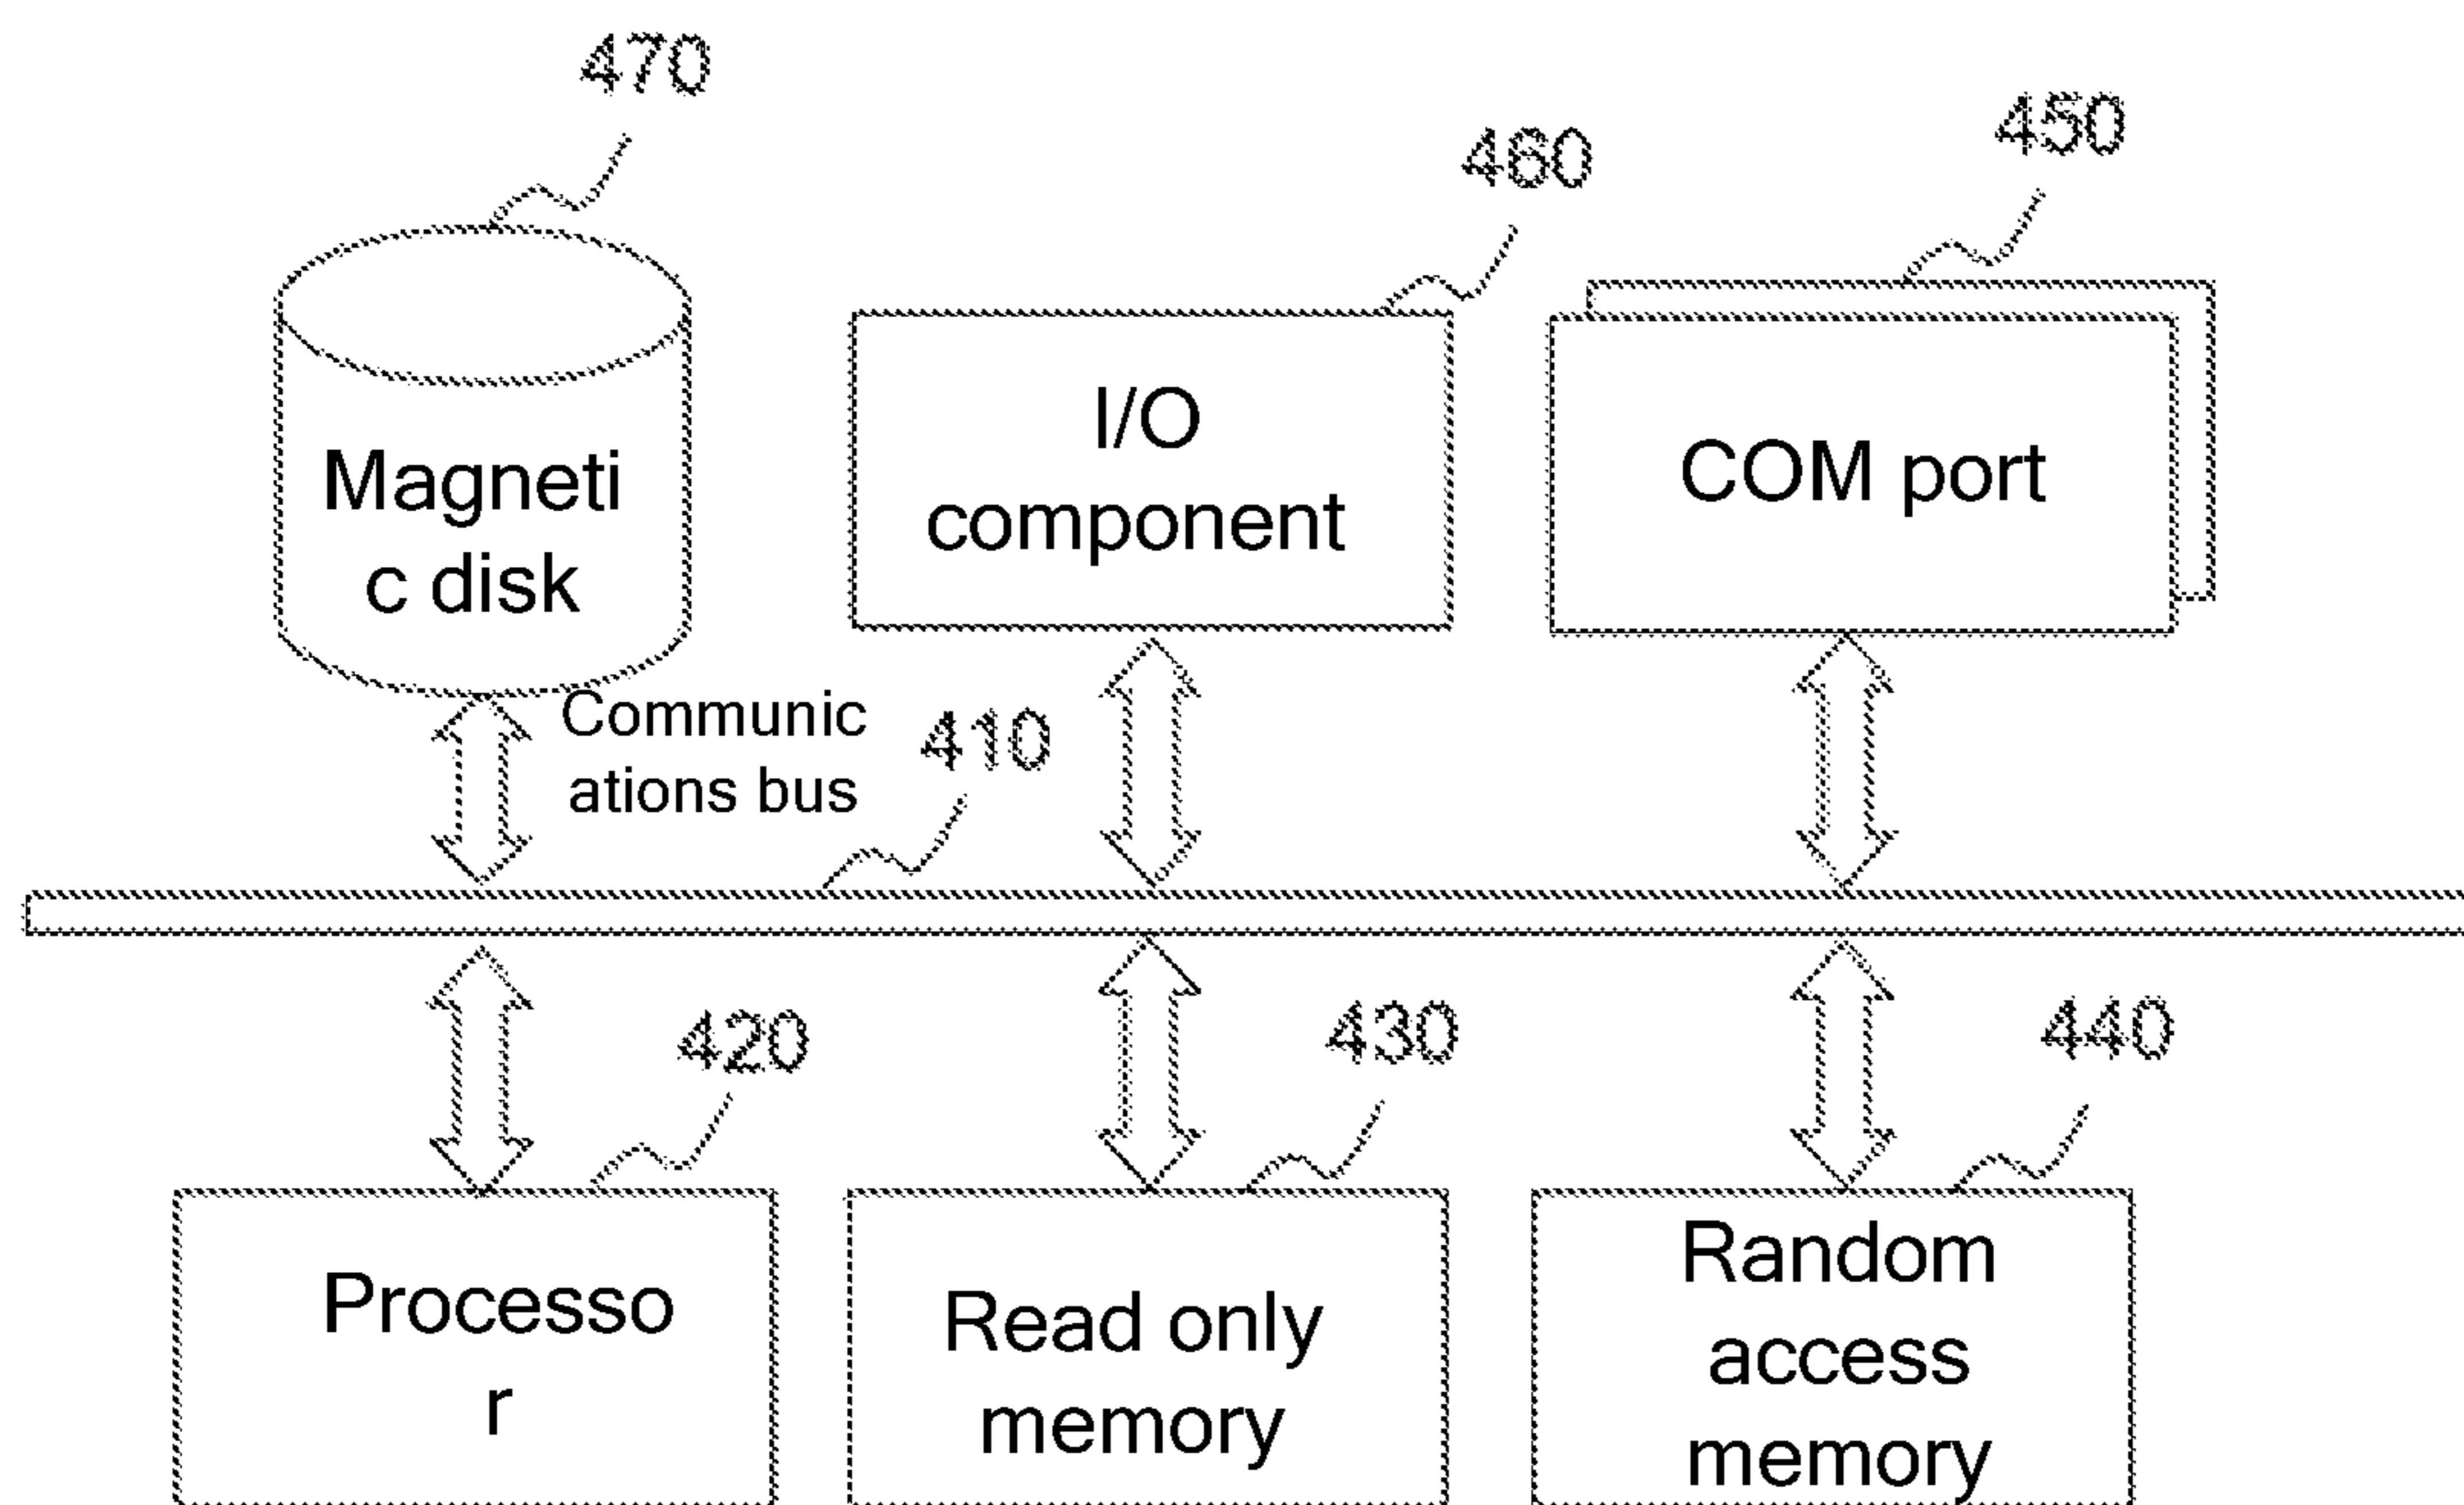 470
460
450
I/O
component
COM port
Magneti
c disk
Communic
ations bus
410
420
430
440
Processo
r
Read only
memory
Random
access
memory